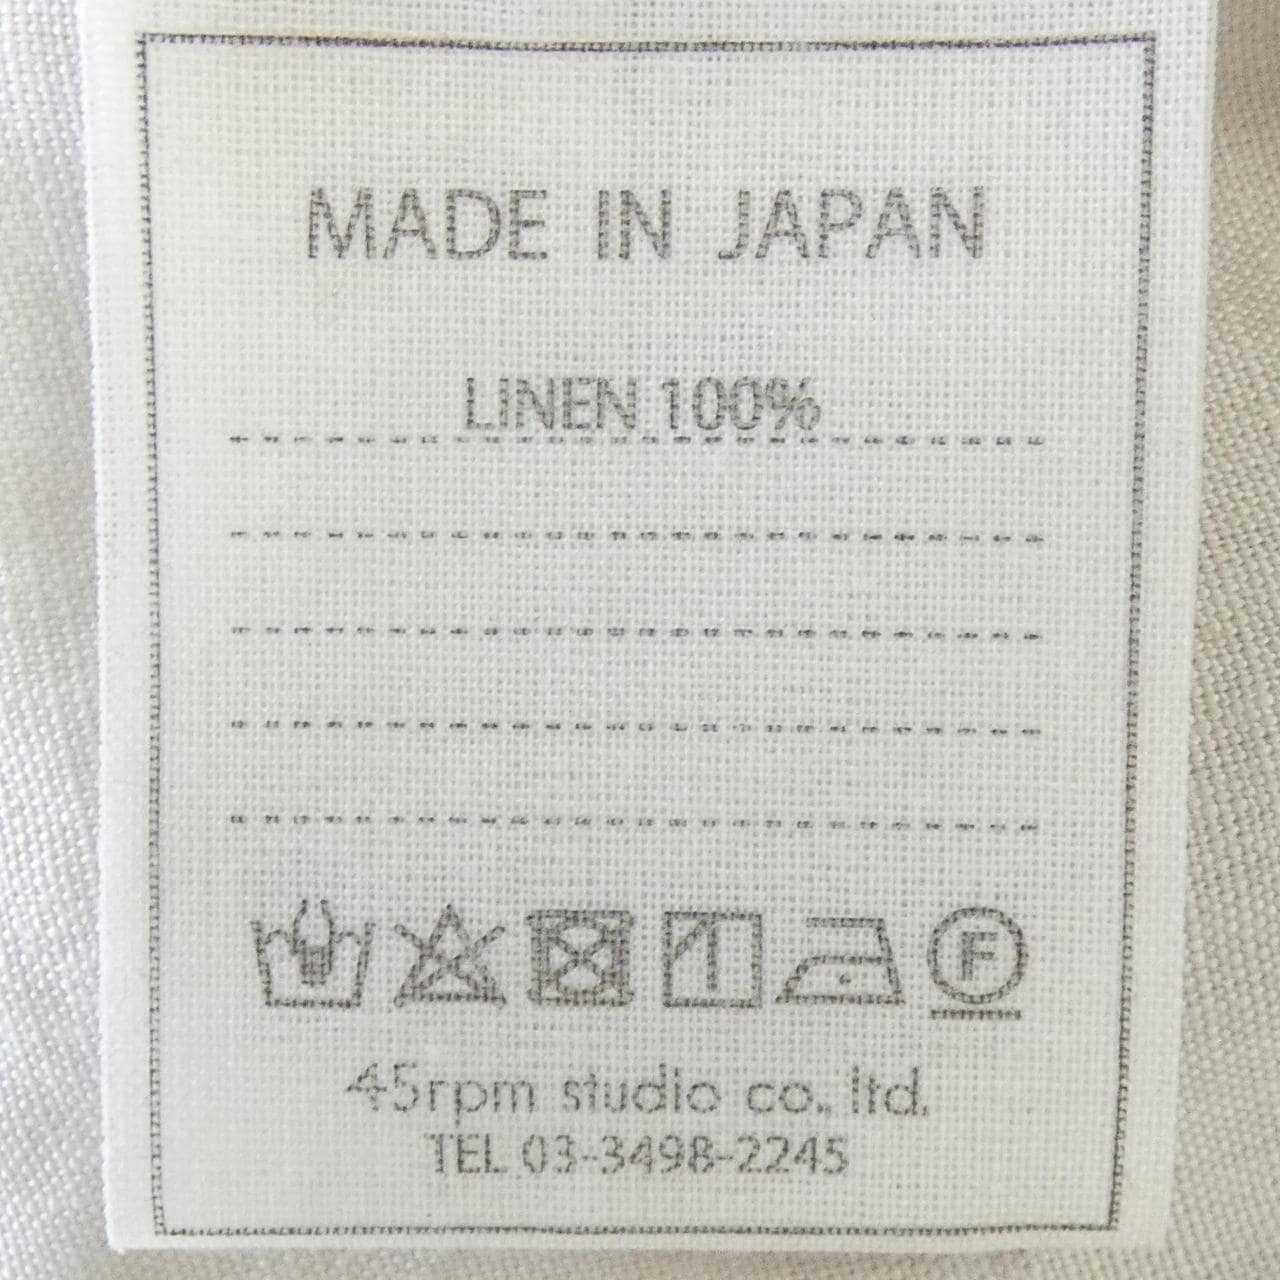 MADE IN JAPAN
LINEN 100%
F
45rpm studio co., ltd.
TEL 03-3498-2245